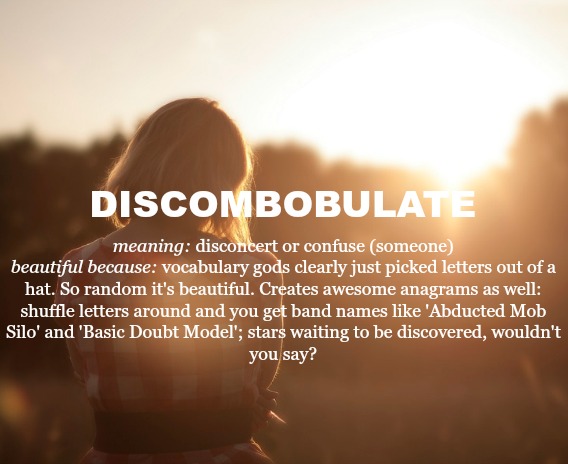 DISCOMBOBULATE
meaning: disconcert or confuse (someone)
beautiful because: vocabulary gods clearly just picked letters out of a
hat. So random it's beautiful. Creates awesome anagrams as well:
shuffle letters around and you get band names like 'Abducted Mob
Silo' and 'Basic Doubt Model'; stars waiting to be discovered, wouldn't
you say?